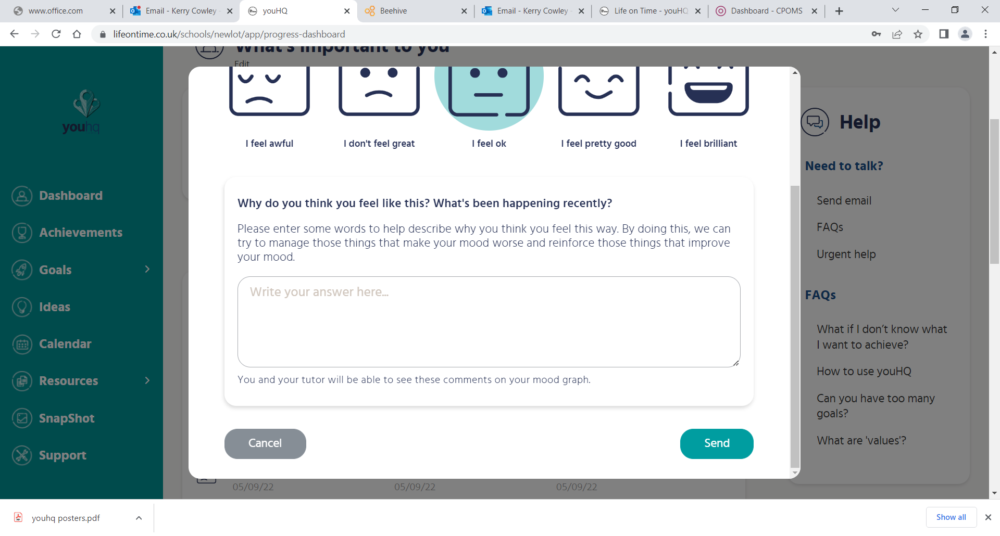 www.office.com
Email - Kerry Cowley -
youHQ
Beehive
Email - Kerry Cowley -
Life on Time - youHQ
Dashboard - CPOMS
lifeontime.co.uk/schools/newlot/app/progress-dashboard
What's important to you
Edit
youhq
Dashboard
Achievements
Goals
Ideas
Calendar
Resources
SnapShot
Support
I feel awful
I don't feel great
I feel ok
I feel pretty good
I feel brilliant
Why do you think you feel like this? What's been happening recently?
Please enter some words to help describe why you think you feel this way. By doing this, we can
try to manage those things that make your mood worse and reinforce those things that improve
your mood.
Write your answer here...
You and your tutor will be able to see these comments on your mood graph.
Cancel
Send
05/09/22
05/09/22
05/09/22
Help
Need to talk?
Send email
FAQs
Urgent help
FAQs
What if I don’t know what
I want to achieve?
How to use youHQ
Can you have too many
goals?
What are 'values'?
youhq posters.pdf
Show all